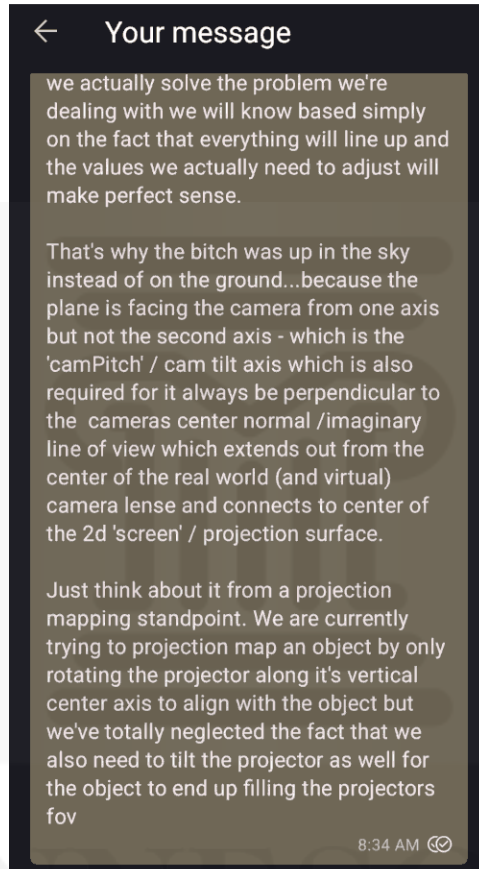 Your message
we actually solve the problem we're
dealing with we will know based simply
on the fact that everything will line up and
the values we actually need to adjust will
make perfect sense.
That's why the bitch was up in the sky
instead of on the ground...because the
plane is facing the camera from one axis
but not the second axis - which is the
'camPitch' / cam tilt axis which is also
required for it always be perpendicular to
the  cameras center normal /imaginary
line of view which extends out from the
center of the real world (and virtual)
camera lense and connects to center of
the 2d 'screen' / projection surface.
Just think about it from a projection
mapping standpoint. We are currently
trying to projection map an object by only
rotating the projector along it's vertical
center axis to align with the object but
we've totally neglected the fact that we
also need to tilt the projector as well for
the object to end up filling the projectors
fov
8:34 AM